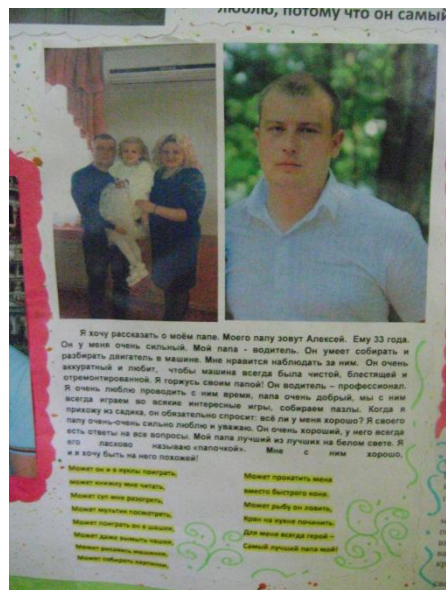 люблю, потому что он самый
Я хочу рассказать о моём папе. Моего папу зовут Алексей. Ему 33 года.
Он у меня очень сильный. Мой папа - водитель. Он умеет собирать и
разбирать двигатель в машине. Мне нравится наблюдать за ним. Он очень
аккуратный и любит, чтобы машина всегда была чистой, блестящей и
отремонтированной. Я горжусь своим папой! Он водитель – профессионал.
Я очень люблю проводить с ним время, папа очень добрый, мы с ним
всегда играем во всякие интересные игры, собираем пазлы. Когда я
прихожу из садика, он обязательно спросит: всё ли у меня хорошо? Я своего
папу очень-очень сильно люблю и уважаю. Он очень хороший, у него всегда
есть ответы на все вопросы. Мой папа лучший из лучших на белом свете. Я
его ласково называю «папочкой». Мне с ним хорошо,
и я хочу быть на него похожей!
Может он и в куклы поиграть,
может книжку мне читать,
Может суп мне разогреть,
Может мультик посмотреть,
Может поиграть он в шашки,
Может даже вымыть чашки,
Может рисовать машинки,
Может собирать картинки,
Может прокатить меня
вместо быстрого коня.
Может рыбу он ловить,
Кран на кухне починить.
Для меня всегда герой –
Самый лучший папа мой!